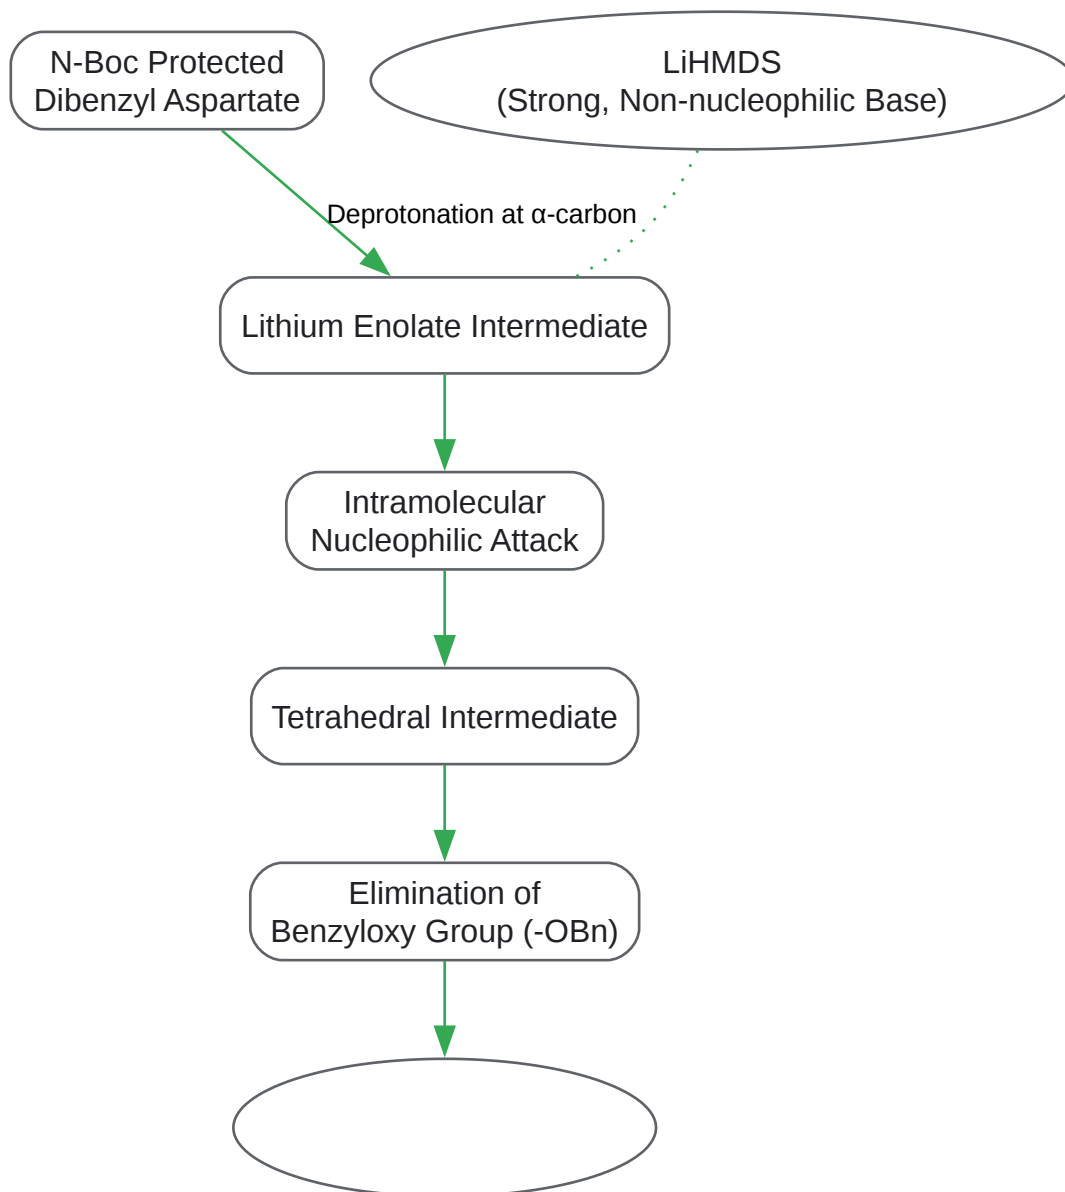 N-Boc Protected
Dibenzyl Aspartate
LiHMDS
(Strong, Non-nucleophilic Base)
Deprotonation at α-carbon
Lithium Enolate Intermediate
Intramolecular
Nucleophilic Attack
Tetrahedral Intermediate
Elimination of
Benzyloxy Group (-OBn)